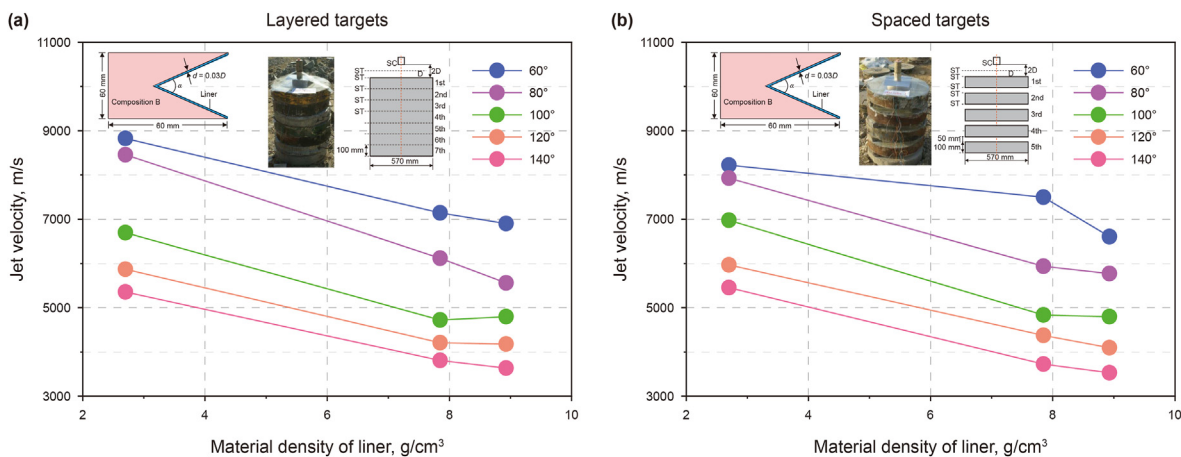 (a)
Layered targets
11000
9000
7000
5000
3000
Jet velocity, m/s
2
4
6
8
10
Material density of liner, g/cm³
60 mm
d = 0.03D
α
Liner
Composition B
60 mm
SC
ST
ST
ST
ST
ST
2D
D
1st
2nd
3rd
4th
5th
6th
7th
100 mm
570 mm
60°
80°
100°
120°
140°
(b)
Spaced targets
11000
9000
7000
5000
3000
Jet velocity, m/s
2
4
6
8
10
Material density of liner, g/cm³
60 mm
d = 0.03D
α
Liner
Composition B
60 mm
SC
ST
ST
ST
ST
2D
D
1st
2nd
3rd
4th
5th
50 mm
100 mm
570 mm
60°
80°
100°
120°
140°